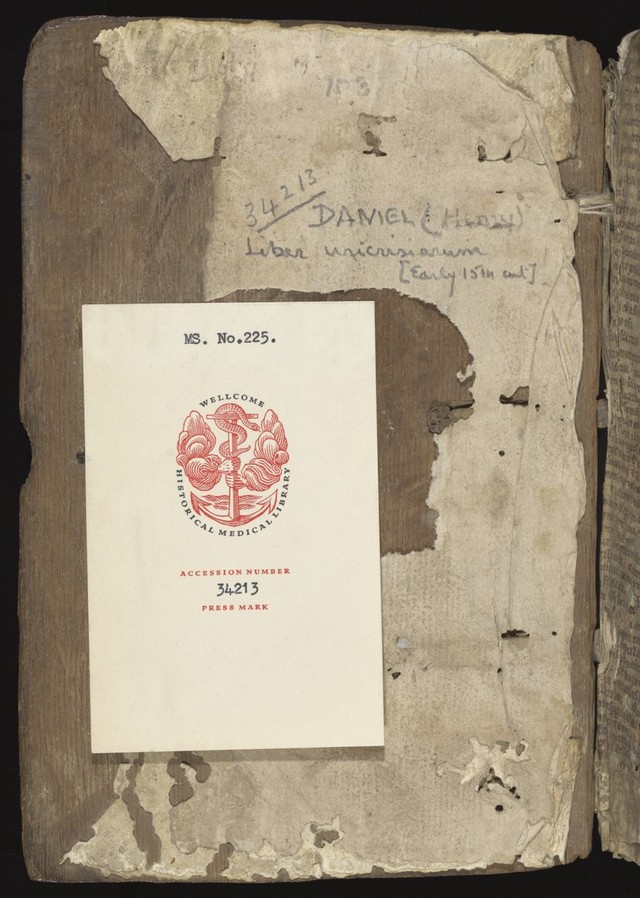 34213
DANIEL (Henry)
Liber uricrisiarum
[Early 15th cent]
MS. No.225.
WELLCOME
HISTORICAL MEDICAL LIBRARY
ACCESSION NUMBER
34213
PRESS MARK